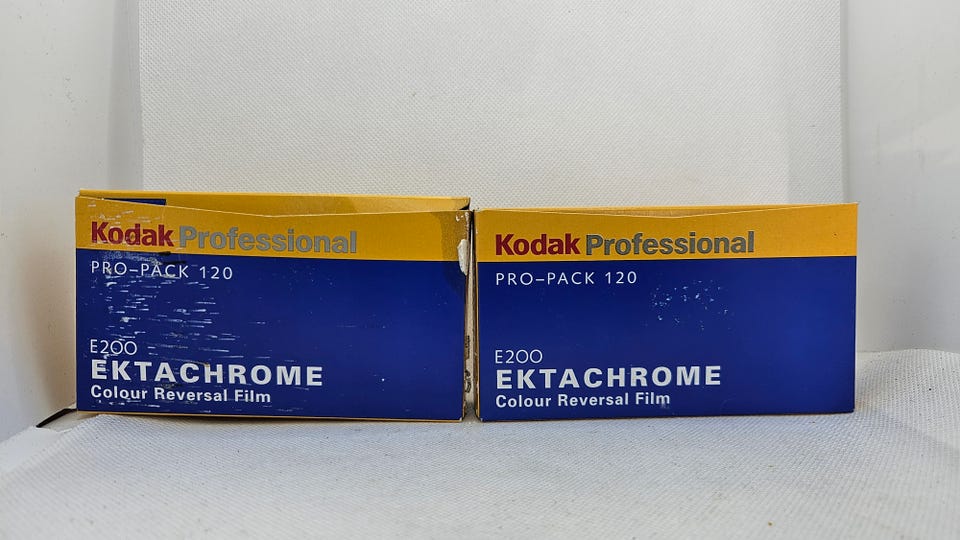 Kodak Professional
PRO–PACK 120
E200
EKTACHROME
Colour Reversal Film
Kodak Professional
PRO–PACK 120
E200
EKTACHROME
Colour Reversal Film